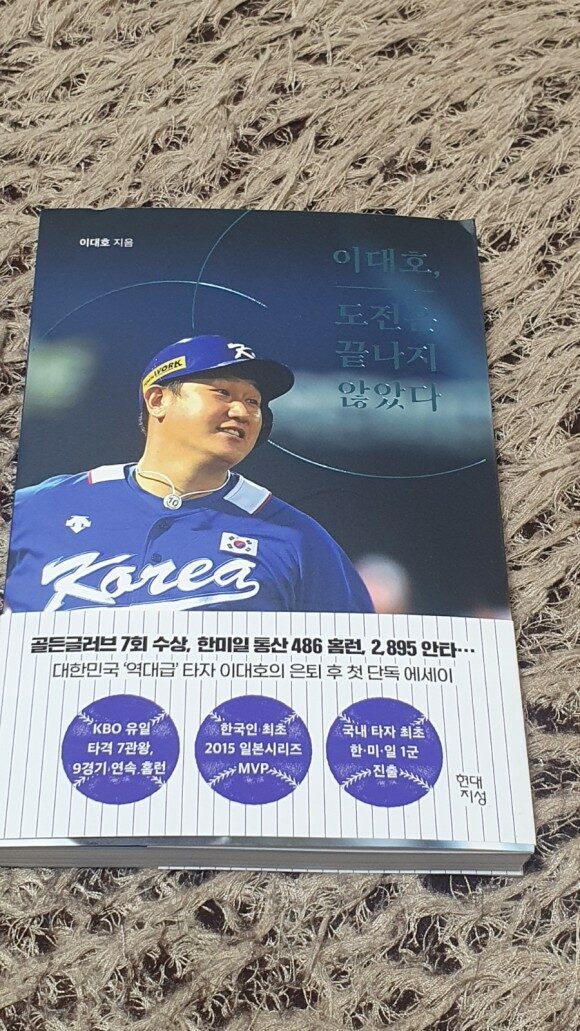 이대호 지음
이대호,
도전은
끝나지
않았다
K
WORK
10
Korea
골든글러브 7회 수상, 한미일 통산 486 홈런, 2,895 안타…
대한민국 '역대급' 타자 이대호의 은퇴 후 첫 단독 에세이
KBO 유일
타격 7관왕,
9경기 연속 홈런
한국인 최초
2015 일본시리즈
MVP
국내 타자 최초
한·미·일 1군
진출
현대
지성